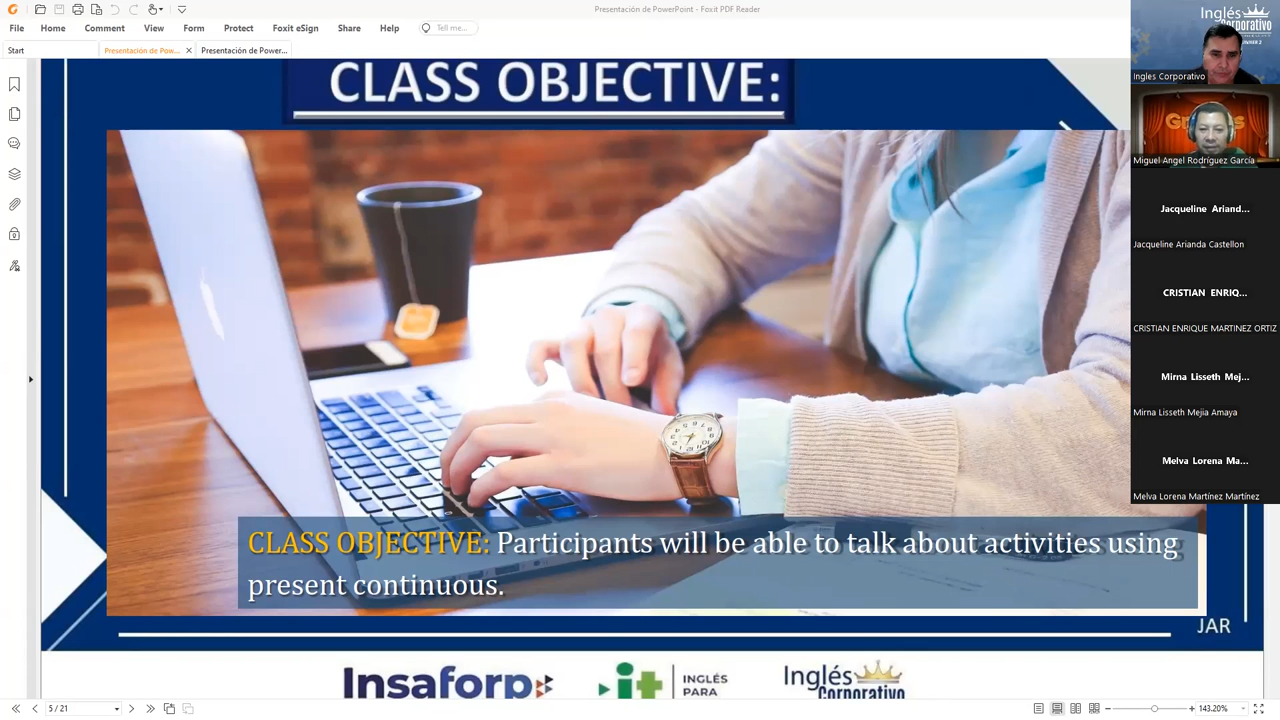 Presentación de PowerPoint - Foxit PDF Reader
File Home Comment View Form Protect Foxit eSign Share Help Tell me...
Start Presentación de Pow... Presentación de Power...
CLASS OBJECTIVE:
CLASS OBJECTIVE: Participants will be able to talk about activities using
present continuous.
JAR
Insaforp
it
INGLÉS
PARA
Inglés
Corporativo
5 / 21
143.20%
Inglés
Corporativo
Ingles Corporativo
Miguel Angel Rodríguez García
Jacqueline Ariand...
Jacqueline Arianda Castellon
CRISTIAN ENRIQ...
CRISTIAN ENRIQUE MARTINEZ ORTIZ
Mirna Lisseth Mej...
Mirna Lisseth Mejia Amaya
Melva Lorena Ma...
Melva Lorena Martínez Martínez